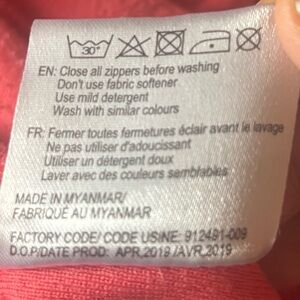 30°
EN: Close all zippers before washing
Don't use fabric softener
Use mild detergent
Wash with similar colours
FR: Fermer toutes fermetures éclair avant le lavage
Ne pas utiliser d'adoucissant
Utiliser un détergent doux
Laver avec des couleurs semblables
MADE IN MYANMAR/
FABRIQUÉ AU MYANMAR
FACTORY CODE/ CODE USINE: 912491-009
D.O.P/DATE PROD: APR,2019 /AVR,2019